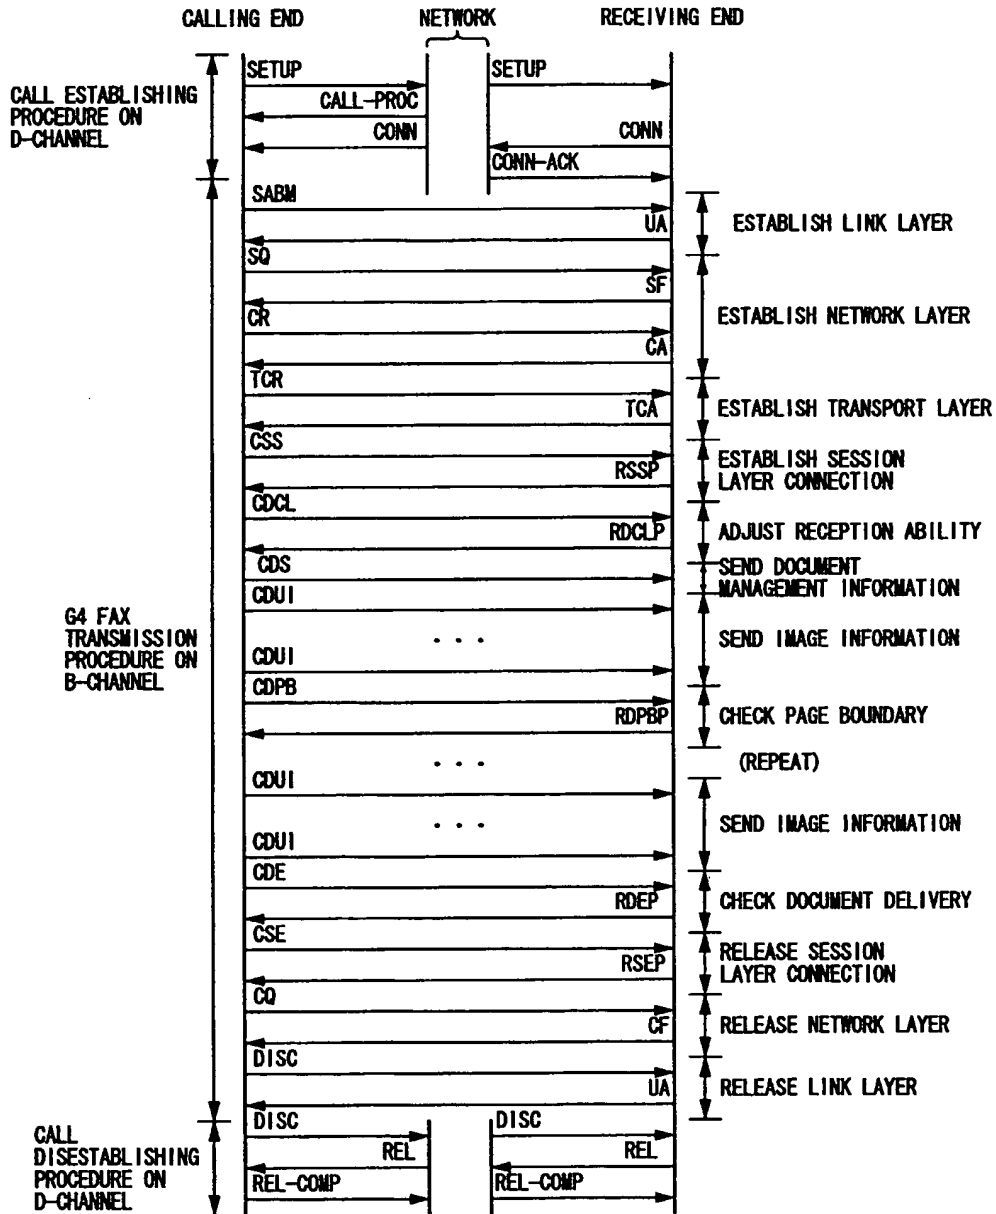 CALLING END NETWORK RECEIVING END
SETUP SETUP
CALL ESTABLISHING
PROCEDURE ON
D-CHANNEL
CALL-PROC
CONN CONN
CONN-ACK
SABM
UA
ESTABLISH LINK LAYER
SQ
SF
ESTABLISH NETWORK LAYER
CR
CA
TCR
TCA
ESTABLISH TRANSPORT LAYER
CSS
RSSP
ESTABLISH SESSION
LAYER CONNECTION
CDCL
RDCLP
ADJUST RECEPTION ABILITY
CDS
SEND DOCUMENT
MANAGEMENT INFORMATION
CDUI
G4 FAX
TRANSMISSION
PROCEDURE ON
B-CHANNEL
...
SEND IMAGE INFORMATION
CDUI
CDPB
RDPBP
CHECK PAGE BOUNDARY
...
(REPEAT)
CDUI
...
SEND IMAGE INFORMATION
CDUI
CDE
RDEP
CHECK DOCUMENT DELIVERY
CSE
RSEP
RELEASE SESSION
LAYER CONNECTION
CQ
CF
RELEASE NETWORK LAYER
DISC
UA
RELEASE LINK LAYER
DISC DISC
CALL
DISESTABLISHING
PROCEDURE ON
D-CHANNEL
REL REL
REL-COMP REL-COMP